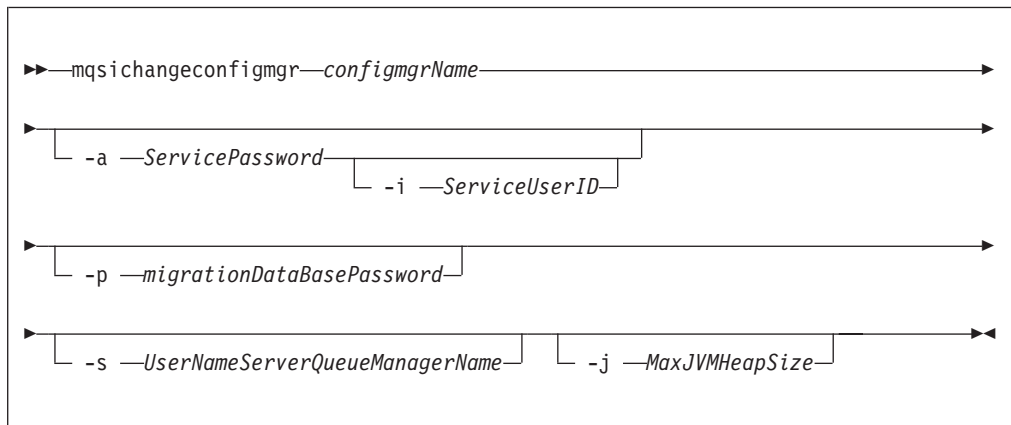 mqsichangeconfigmgr configmgrName
-a ServicePassword
-i ServiceUserID
-p migrationDataBasePassword
-s UserNameServerQueueManagerName -j MaxJVMHeapSize